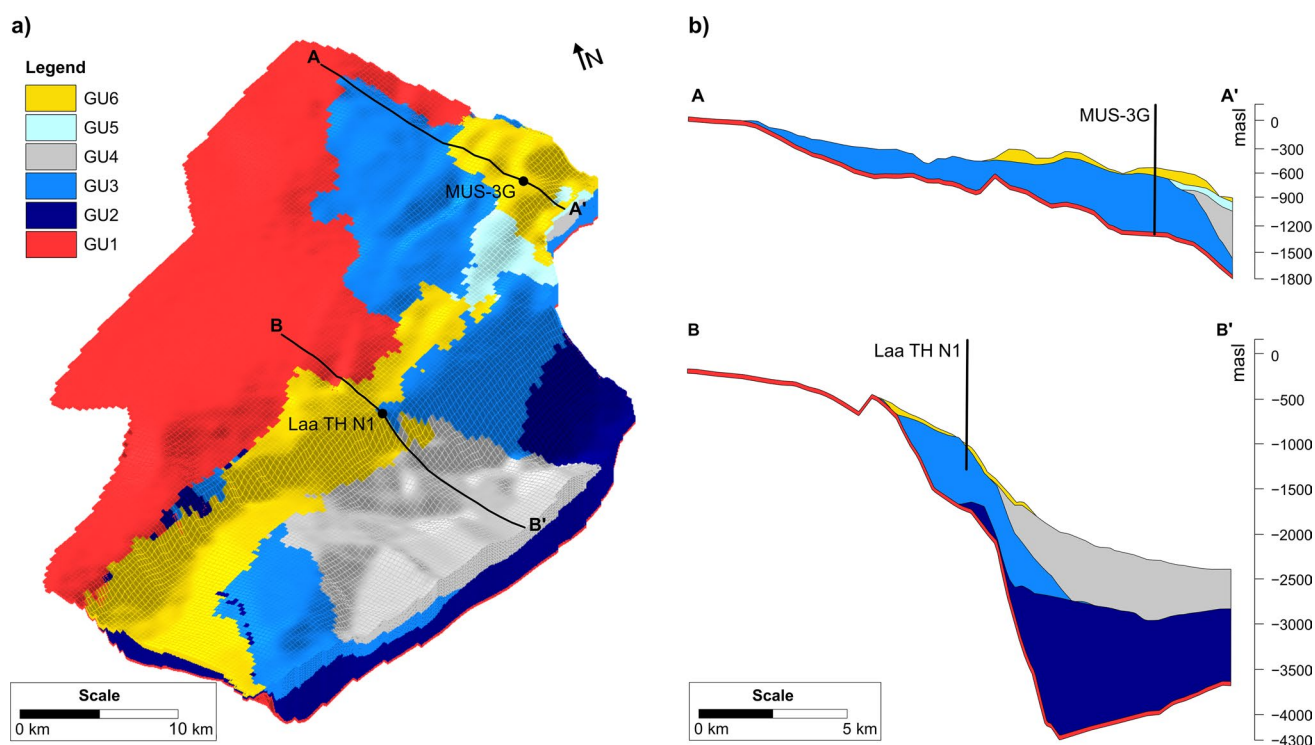 a)
N
Legend
GU6
GU5
GU4
GU3
GU2
GU1
A
MUS-3G
A'
B
Laa TH N1
B'
Scale
0 km
10 km
b)
A
A'
MUS-3G
masl
0
−300
−600
−900
−1200
−1500
−1800
B
B'
Laa TH N1
masl
0
−500
−1000
−1500
−2000
−2500
−3000
−3500
−4000
−4300
Scale
0 km
5 km